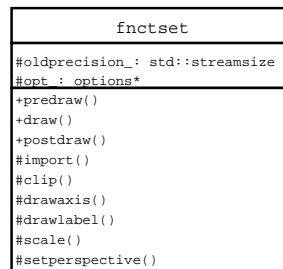 fnctset
#oldprecision_: std::streamsize
#opt_: options*
+predraw()
+draw()
+postdraw()
#import()
#clip()
#drawaxis()
#drawlabel()
#scale()
#setperspective()